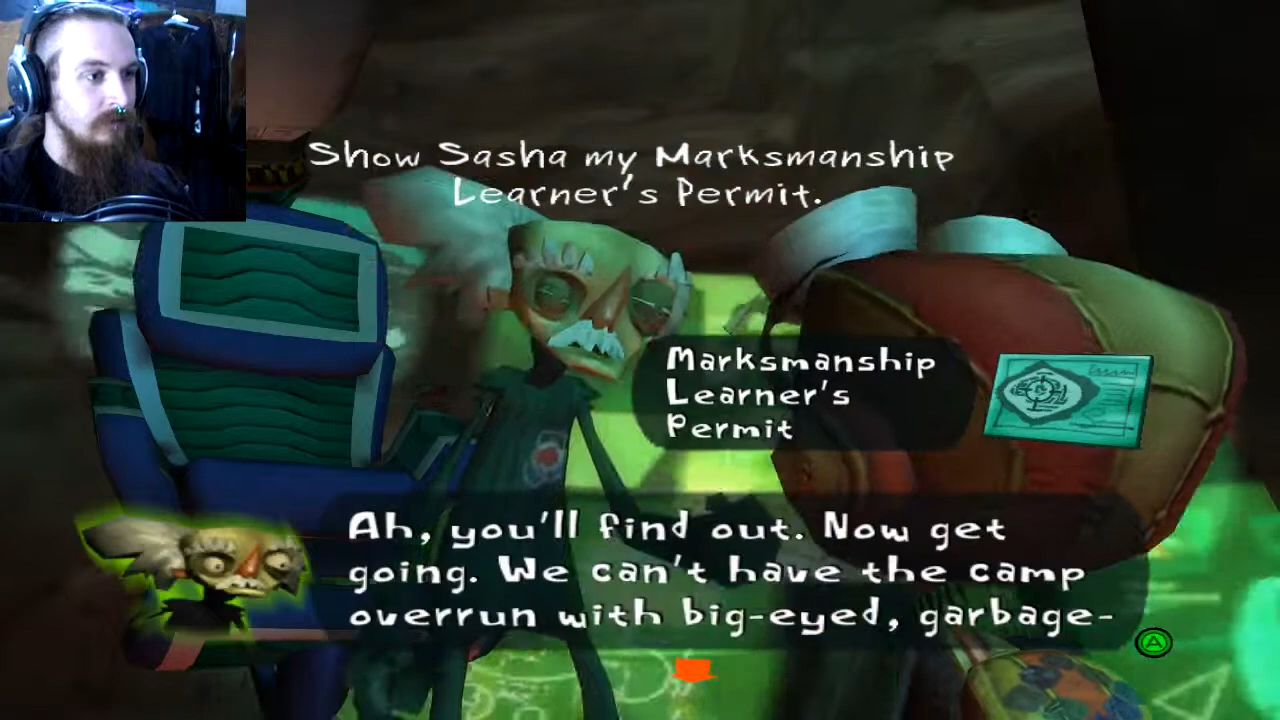 Show Sasha my Marksmanship
Learner's Permit.
Marksmanship
Learner's
Permit
Ah, you'll find out. Now get
going. We can't have the camp
overrun with big-eyed, garbage-
A